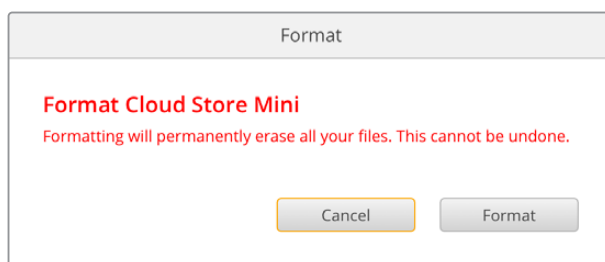 Format
Format Cloud Store Mini
Formatting will permanently erase all your files. This cannot be undone.
Cancel
Format